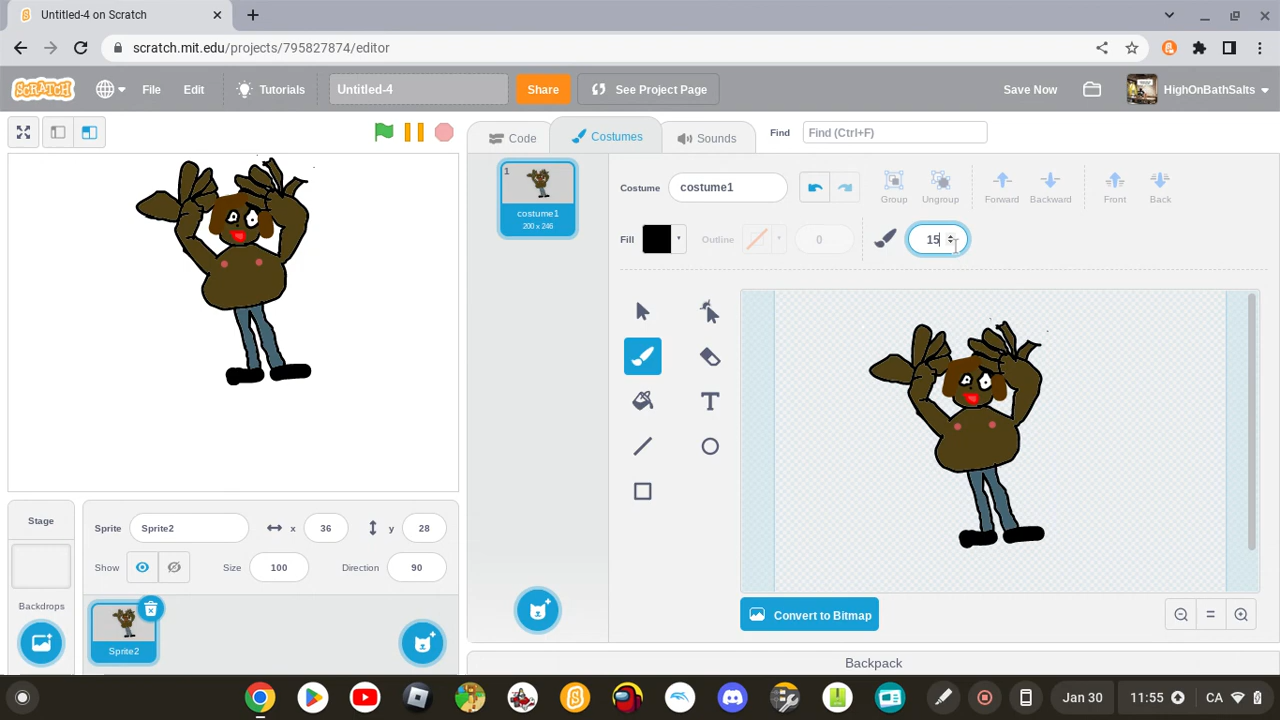 Untitled-4 on Scratch
scratch.mit.edu/projects/795827874/editor
SCRATCH
File
Edit
Tutorials
Untitled-4
Share
See Project Page
Save Now
HighOnBathSalts
Code
Costumes
Sounds
Find
Find (Ctrl+F)
1
costume1
200 x 246
Costume
costume1
Group
Ungroup
Forward
Backward
Front
Back
Fill
Outline
0
15
Sprite
Sprite2
x
36
y
28
Show
Size
100
Direction
90
Stage
Backdrops
Sprite2
T
Convert to Bitmap
Backpack
Jan 30
11:55
CA